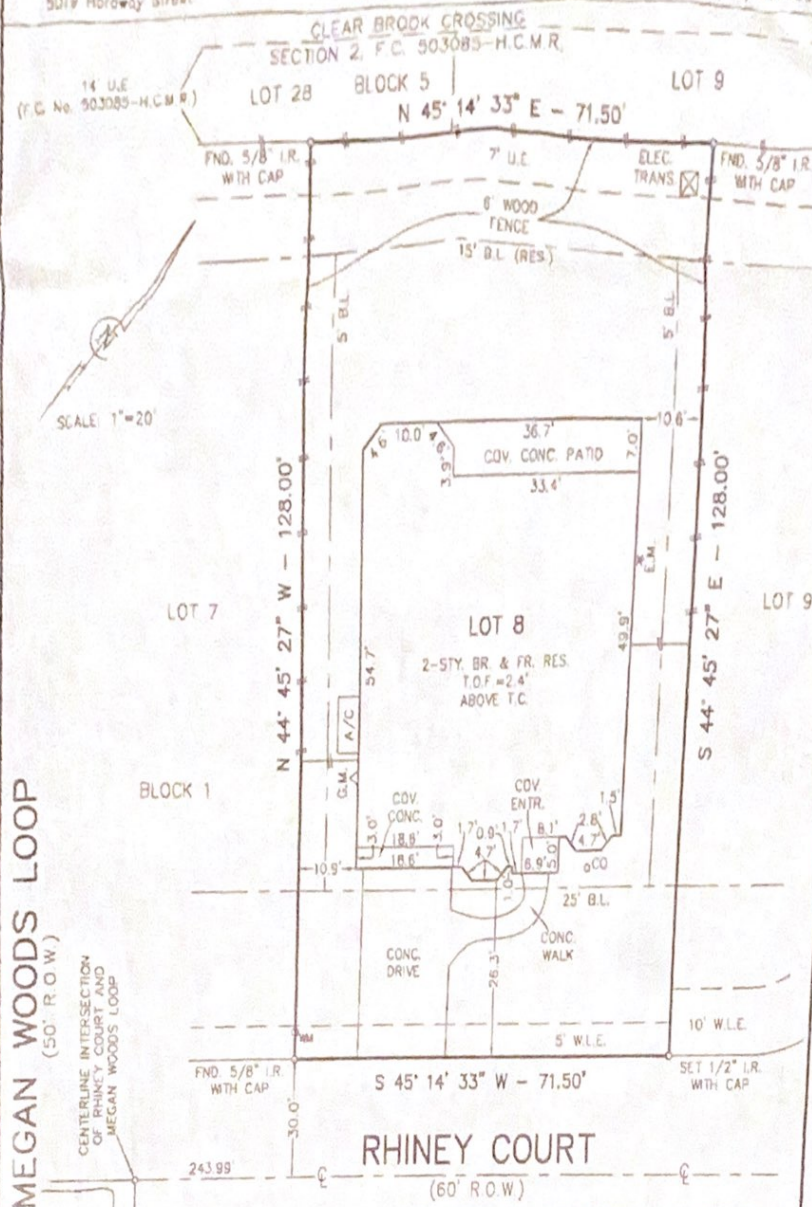 CLEAR BROOK CROSSING
SECTION 2, F.C. 503085-H.C.M.R.
14' U.E
(F.C. No. 503085-H.C.M.R.)
LOT 28
BLOCK 5
LOT 9
N 45° 14' 33" E - 71.50'
FND. 5/8" I.R.
WITH CAP
7' U.E.
ELEC.
TRANS.
FND. 5/8" I.R.
WITH CAP
6' WOOD
FENCE
15' B.L (RES.)
5' B.L
5' B.L
N
SCALE: 1"=20'
4.6'
10.0'
36.7'
10.6'
COV. CONC. PATIO
3.9'
7.0'
33.4'
N 44° 45' 27" W - 128.00'
S 44° 45' 27" E - 128.00'
E.M.
LOT 7
LOT 8
LOT 9
2-STY. BR. & FR. RES.
T.O.F.=2.4'
ABOVE T.C.
54.7'
49.9'
A/C
G.M.
BLOCK 1
COV.
CONC.
COV.
ENTR.
3.0'
18.6'
3.0'
1.7'
0.9'
1.7'
8.1'
2.8'
1.5'
4.7'
4.7'
10.9'
18.6'
6.9'
5.0'
CO
1.0'
25' B.L.
CONC.
DRIVE
CONC.
WALK
26.3'
WM
5' W.L.E.
10' W.L.E.
FND. 5/8" I.R.
WITH CAP
S 45° 14' 33" W - 71.50'
SET 1/2" I.R.
WITH CAP
MEGAN WOODS LOOP
(50' R.O.W.)
CENTERLINE INTERSECTION
OF RHINEY COURT AND
MEGAN WOODS LOOP
30.0'
RHINEY COURT
243.99'
(60' R.O.W.)